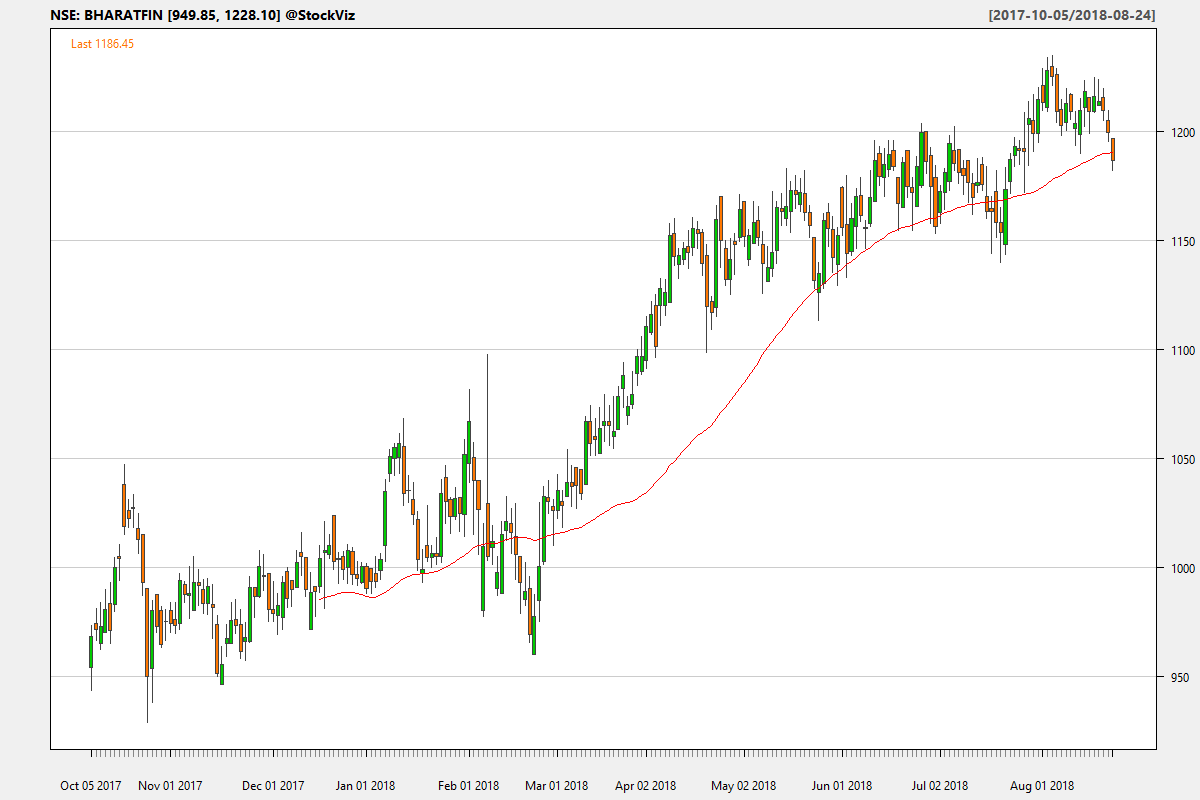 NSE: BHARATFIN [949.85, 1228.10] @StockViz [2017-10-05/2018-08-24]
Last 1186.45
1200
1150
1100
1050
1000
950
Oct 05 2017 Nov 01 2017 Dec 01 2017 Jan 01 2018 Feb 01 2018 Mar 01 2018 Apr 02 2018 May 02 2018 Jun 01 2018 Jul 02 2018 Aug 01 2018